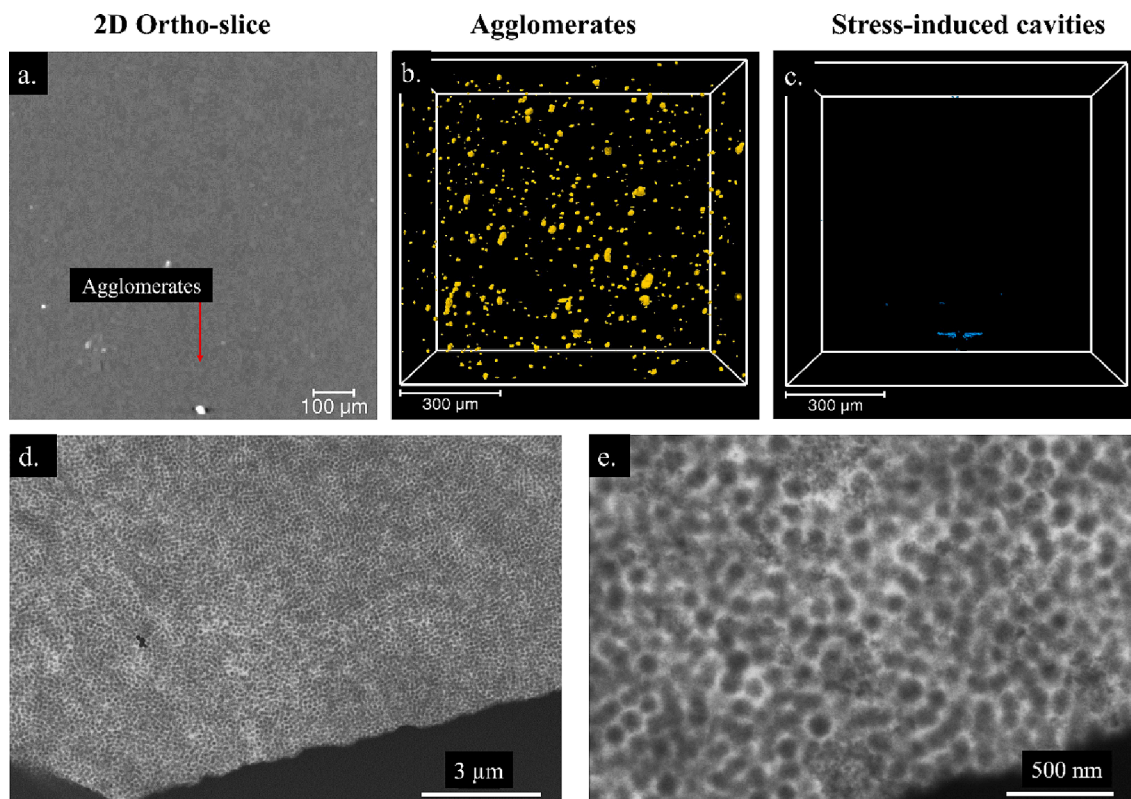 2D Ortho-slice
Agglomerates
Stress-induced cavities
a.
b.
c.
Agglomerates
100 µm
300 µm
300 µm
d.
e.
3 µm
500 nm